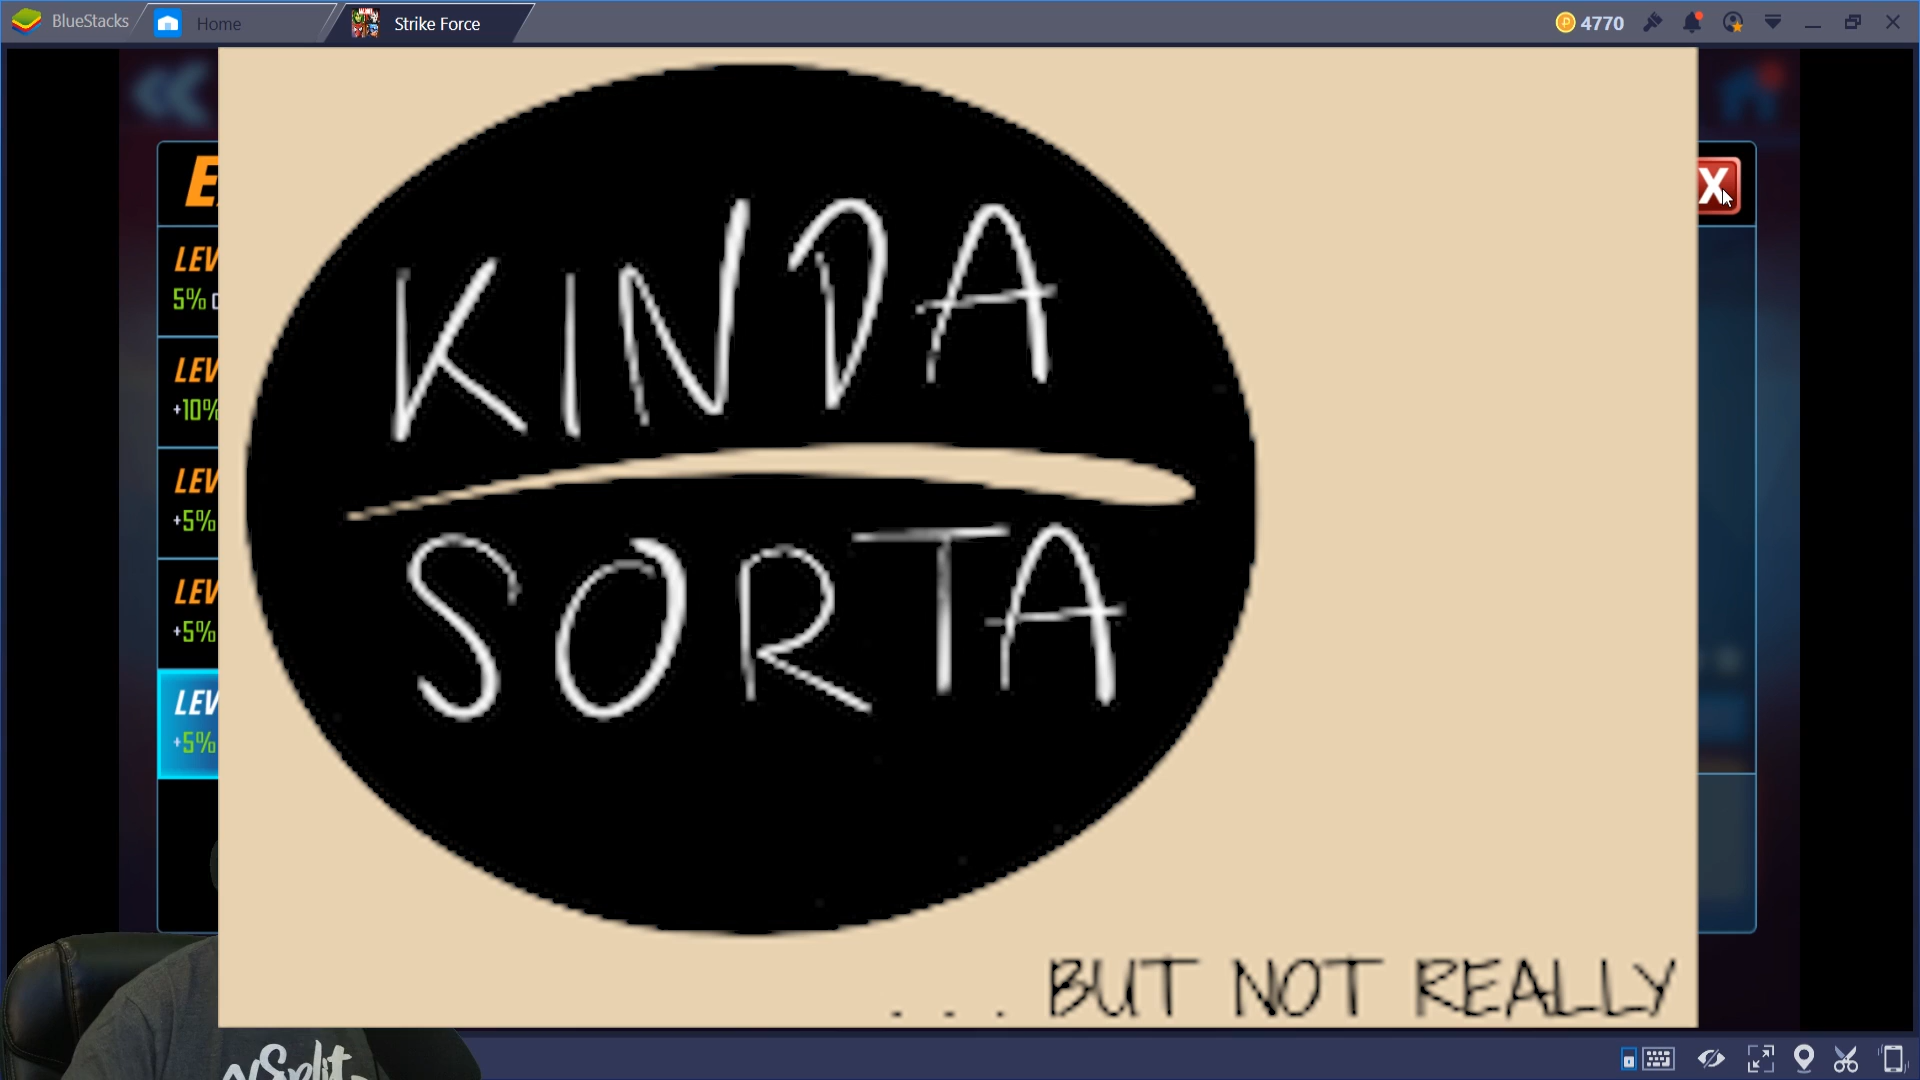 BlueStacks
Home
Strike Force
4770
X
LEV
5%
LEV
+10%
LEV
+5%
LEV
+5%
LEV
+5%
KINDA
SORTA
... BUT NOT REALLY